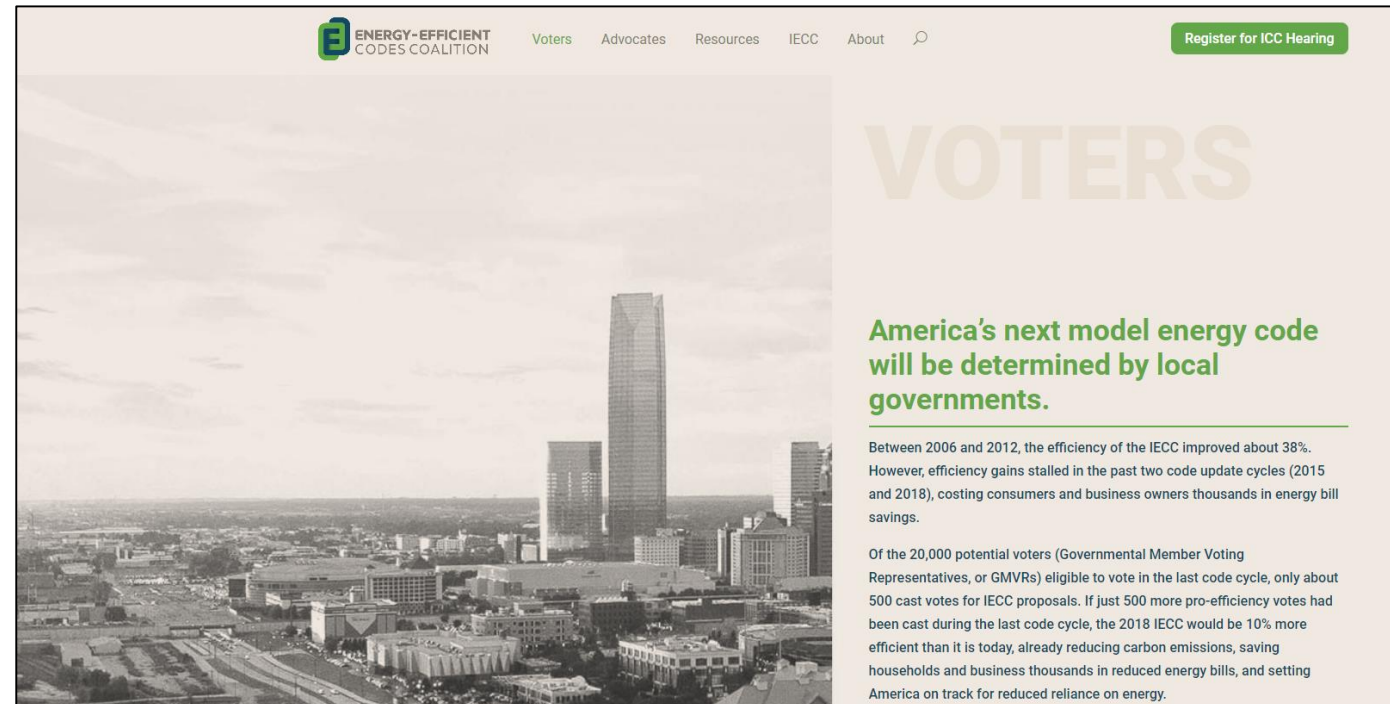 ENERGY-EFFICIENT
CODES COALITION
Voters Advocates Resources IECC About
Register for ICC Hearing
VOTERS
America's next model energy code
will be determined by local
governments.
Between 2006 and 2012, the efficiency of the IECC improved about 38%.
However, efficiency gains stalled in the past two code update cycles (2015
and 2018), costing consumers and business owners thousands in energy bill
savings.
Of the 20,000 potential voters (Governmental Member Voting
Representatives, or GMVRs) eligible to vote in the last code cycle, only about
500 cast votes for IECC proposals. If just 500 more pro-efficiency votes had
been cast during the last code cycle, the 2018 IECC would be 10% more
efficient than it is today, already reducing carbon emissions, saving
households and business thousands in reduced energy bills, and setting
America on track for reduced reliance on energy.